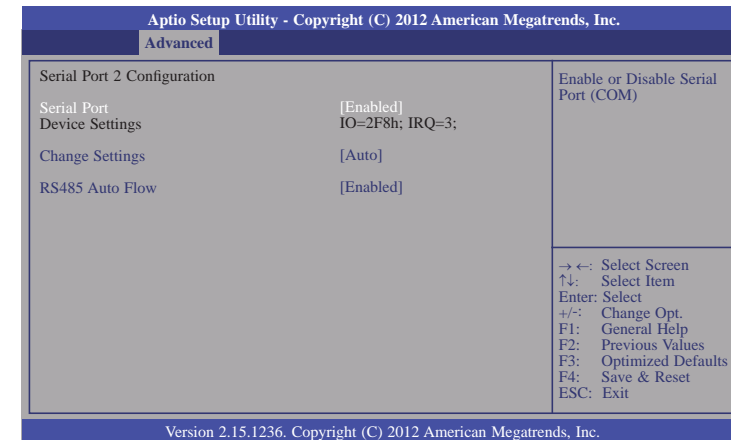 Aptio Setup Utility - Copyright (C) 2012 American Megatrends, Inc.
Advanced
Serial Port 2 Configuration
Serial Port [Enabled]
Device Settings IO=2F8h; IRQ=3;
Change Settings [Auto]
RS485 Auto Flow [Enabled]
Enable or Disable Serial
Port (COM)
→ ←: Select Screen
↑↓: Select Item
Enter: Select
+/-: Change Opt.
F1: General Help
F2: Previous Values
F3: Optimized Defaults
F4: Save & Reset
ESC: Exit
Version 2.15.1236. Copyright (C) 2012 American Megatrends, Inc.